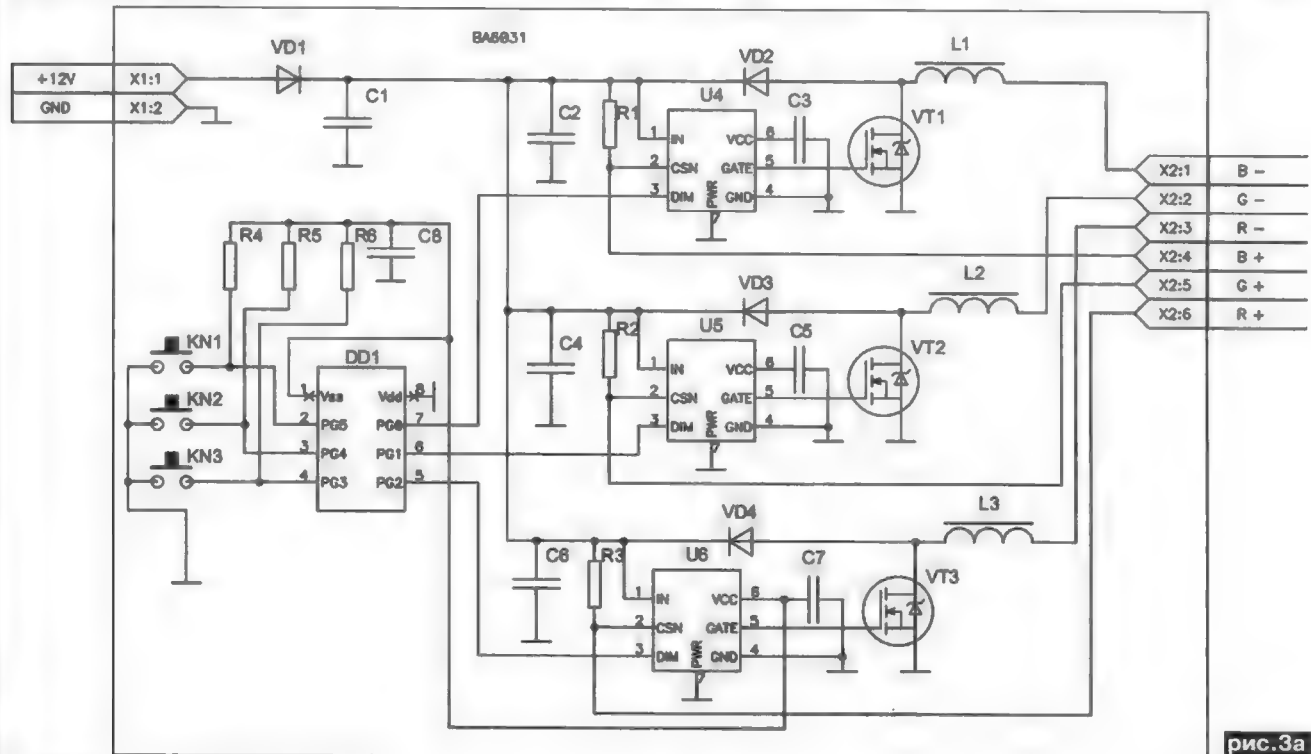 BA6031
VD1
+12V X1:1
GND X1:2
C1
C2
R1
U4
VD2
C3
L1
VT1
1 IN VCC 6
2 CSN GATE 5
3 DIM PWR GND 4
X2:1 B -
X2:2 G -
X2:3 R -
X2:4 B +
X2:5 G +
X2:6 R +
R4
R5
R6
C8
VD3
L2
C4
R2
U5
C5
VT2
1 IN VCC 6
2 CSN GATE 5
3 DIM PWR GND 4
KN1
KN2
KN3
DD1
1 Vss Vdd 8
2 PG5 PG0 7
3 PG4 PG1 6
4 PG3 PG2 5
VD4
L3
C6
R3
U6
C7
VT3
1 IN VCC 6
2 CSN GATE 5
3 DIM PWR GND 4
рис.3а